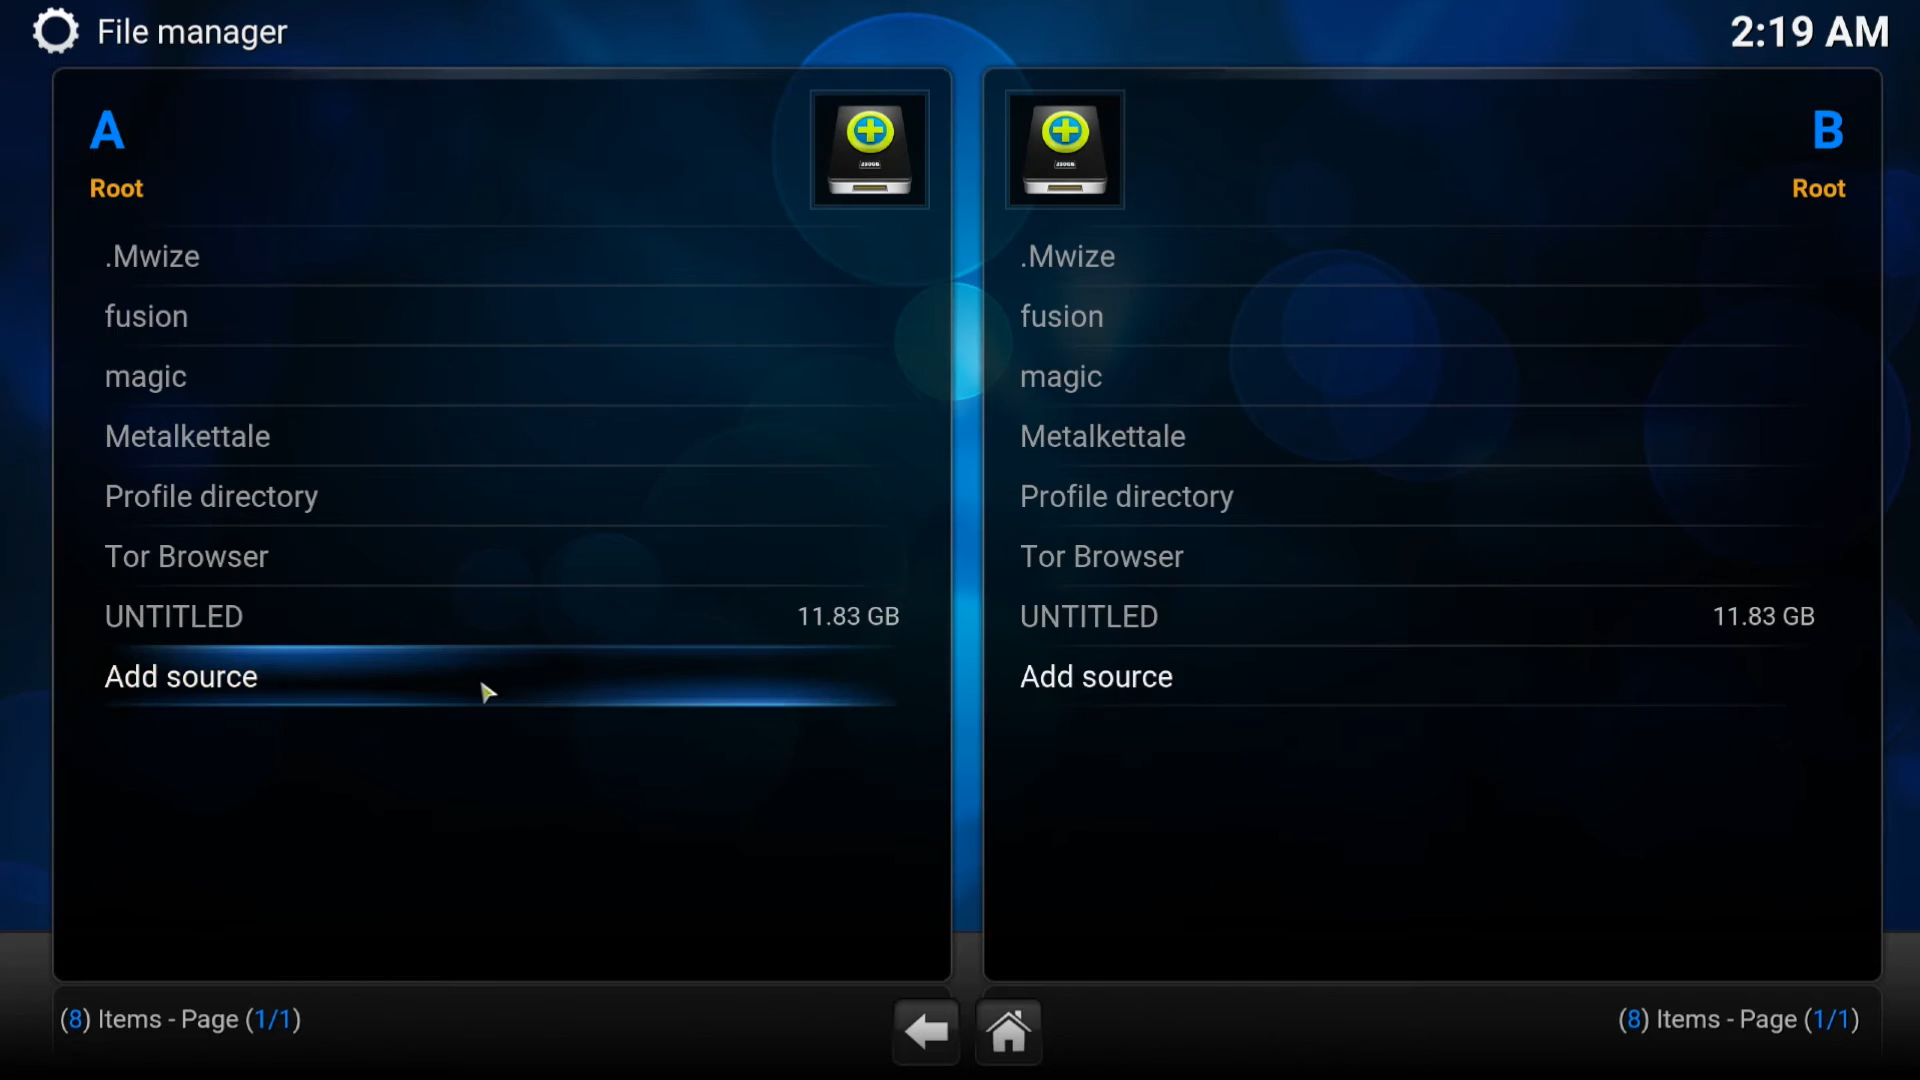 File manager
2:19 AM
A
Root
.Mwize
fusion
magic
Metalkettale
Profile directory
Tor Browser
UNTITLED 11.83 GB
Add source
(8) Items - Page (1/1)
B
Root
.Mwize
fusion
magic
Metalkettale
Profile directory
Tor Browser
UNTITLED 11.83 GB
Add source
(8) Items - Page (1/1)